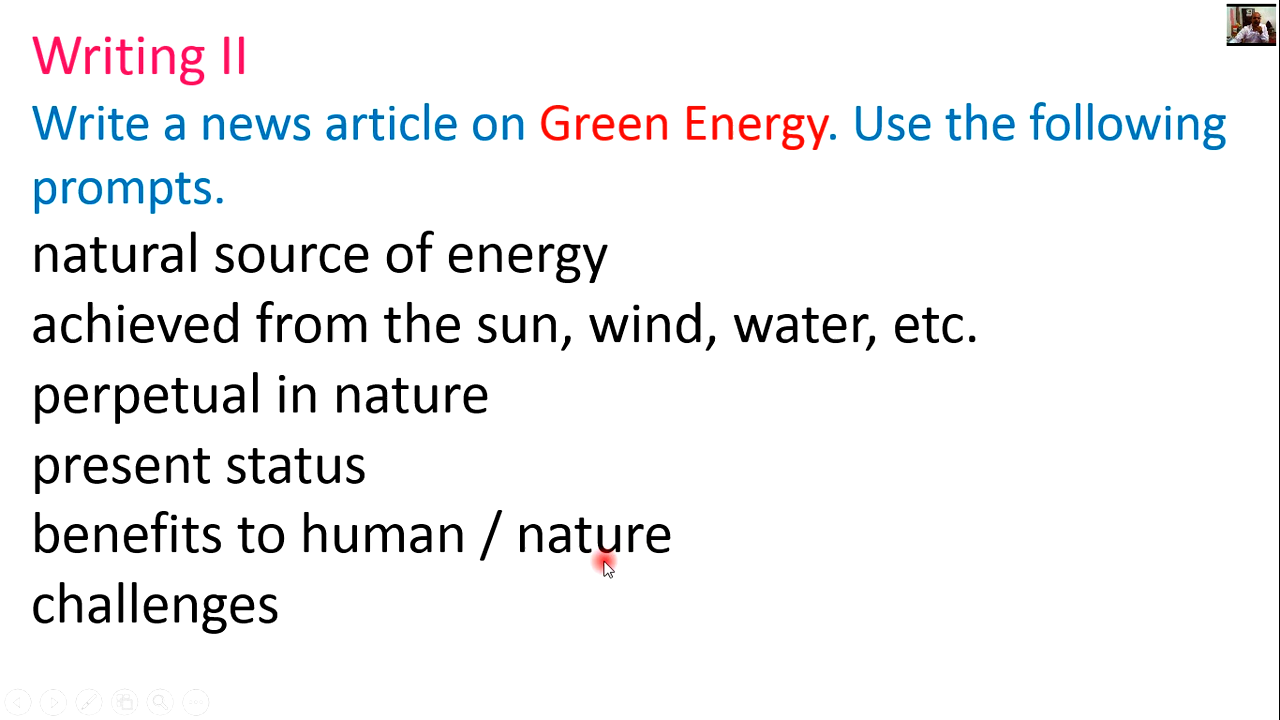 Writing II
Write a news article on Green Energy. Use the following
prompts.
natural source of energy
achieved from the sun, wind, water, etc.
perpetual in nature
present status
benefits to human / nature
challenges